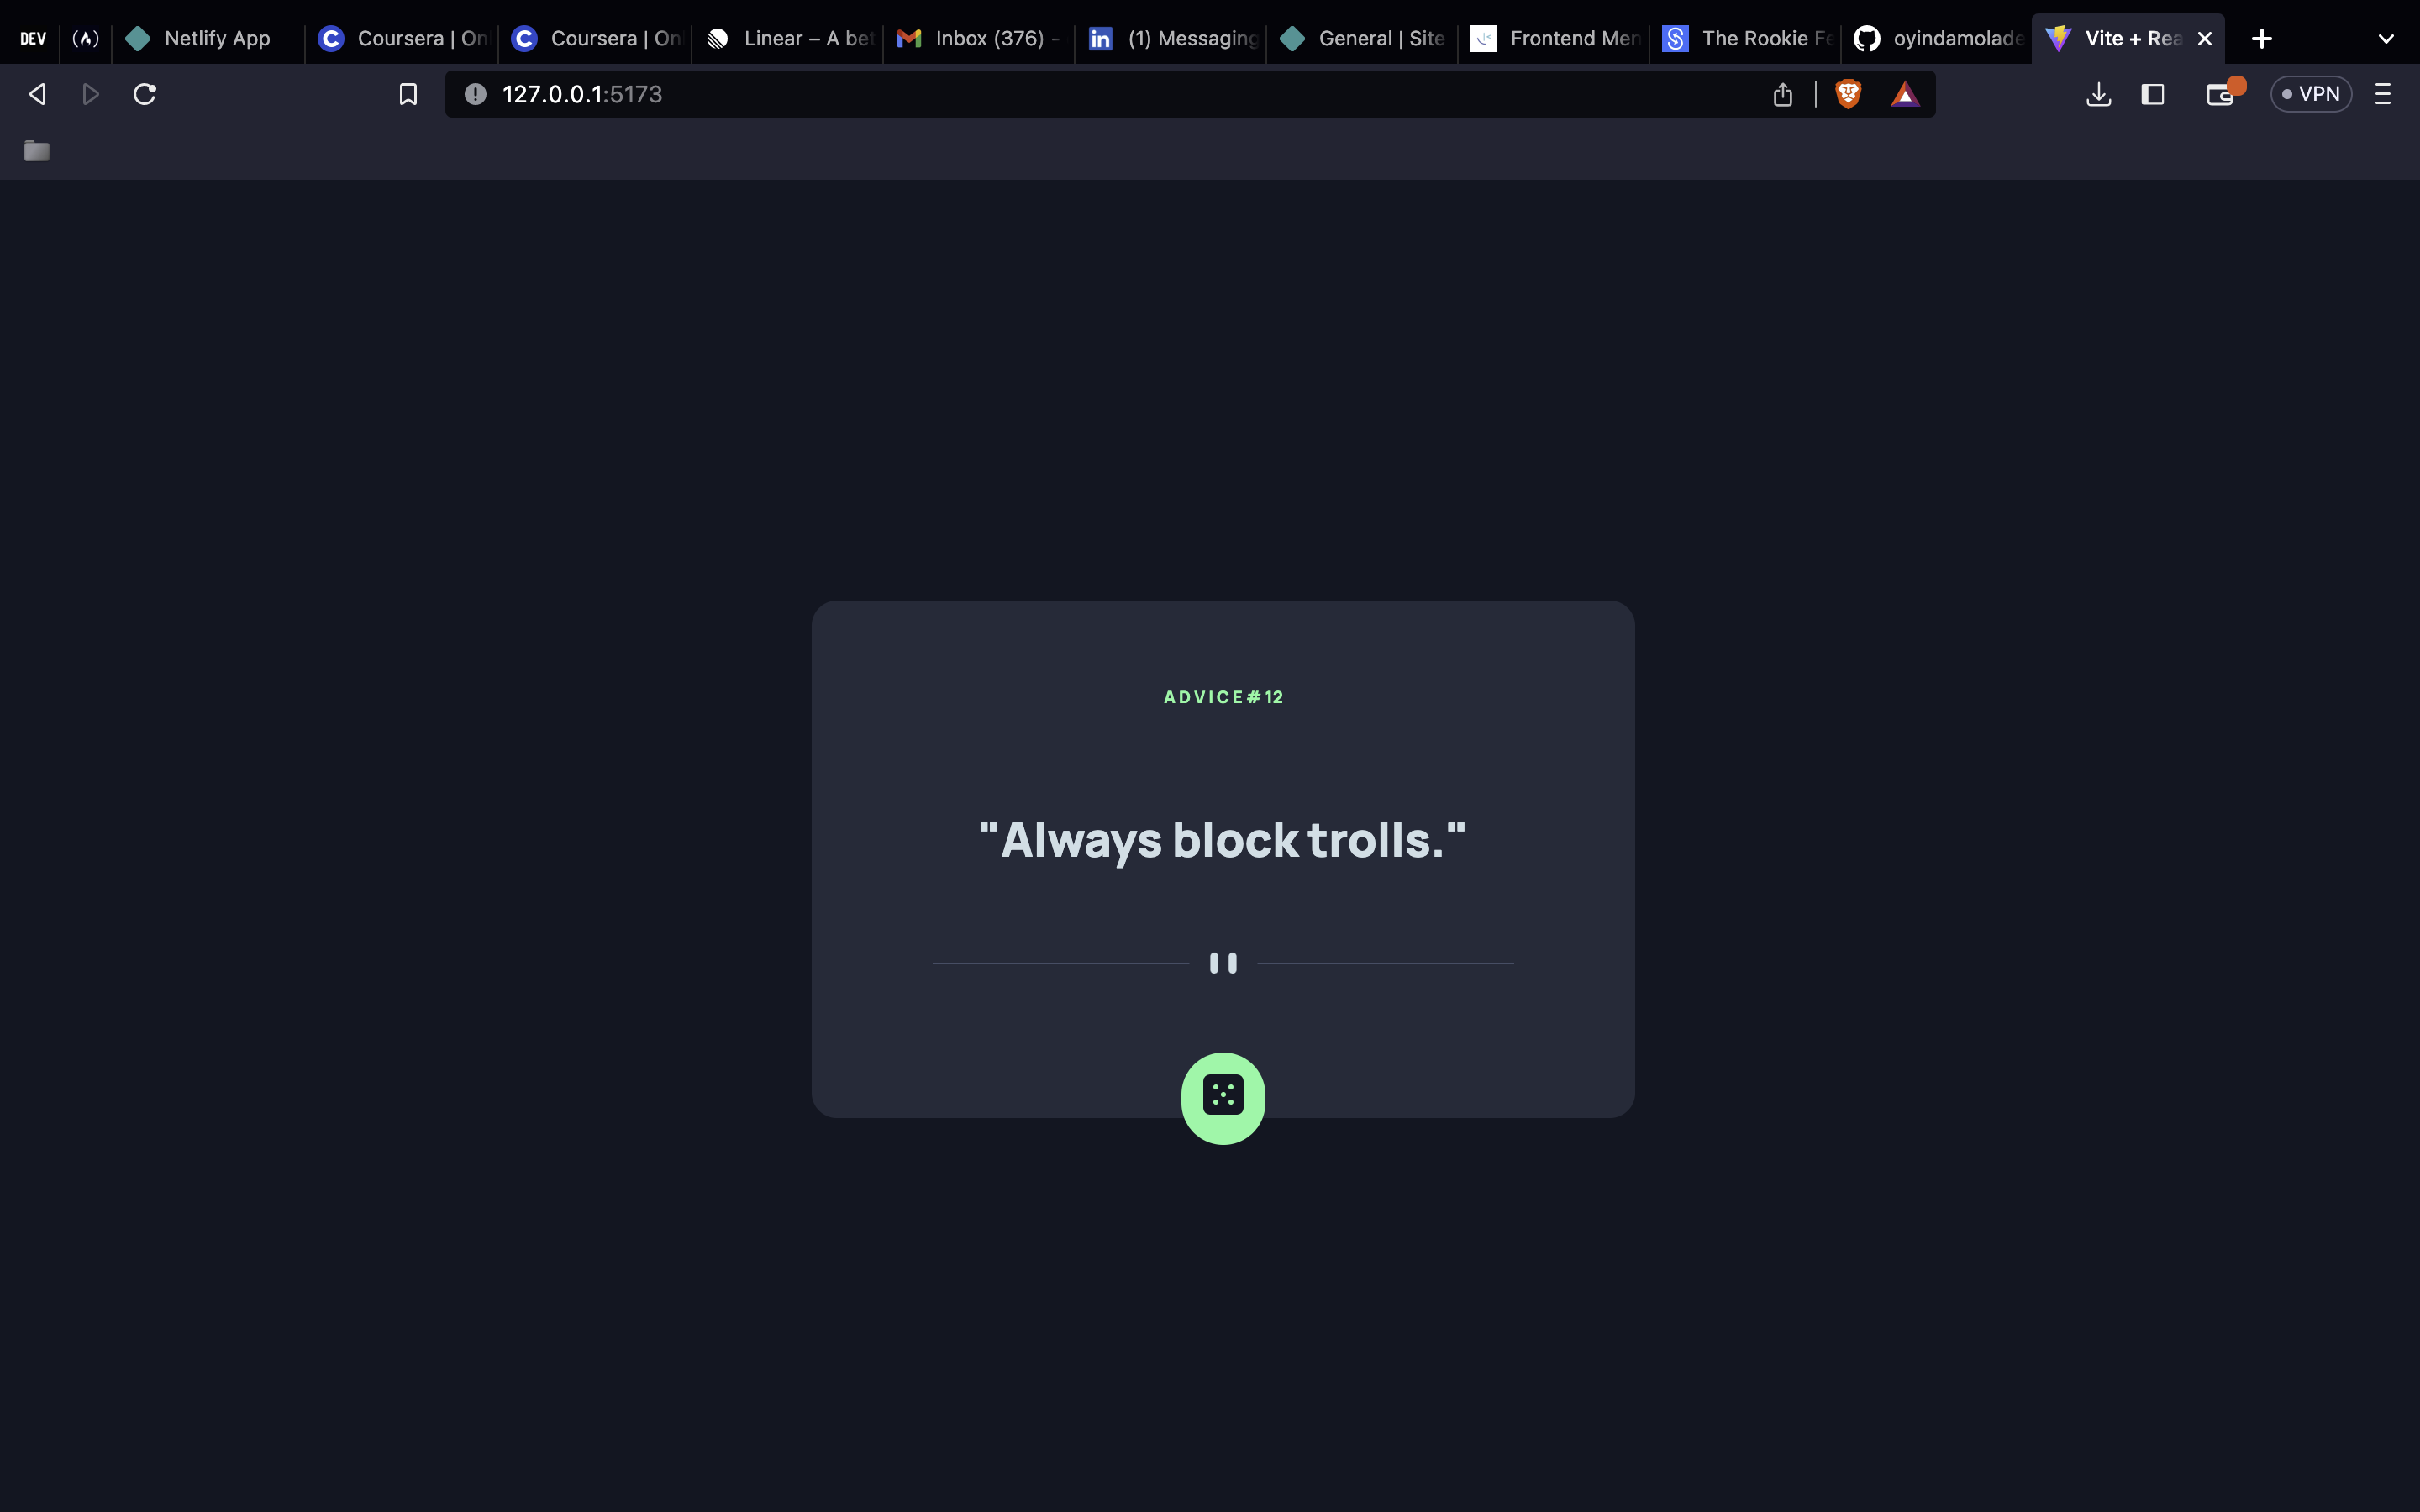 DEV
Netlify App
Coursera | On
Coursera | Onl
Linear – A bet
Inbox (376) -
(1) Messaging
General | Site
Frontend Men
The Rookie Fe
oyindamolade
Vite + Rea
127.0.0.1:5173
VPN
ADVICE#12
"Always block trolls."